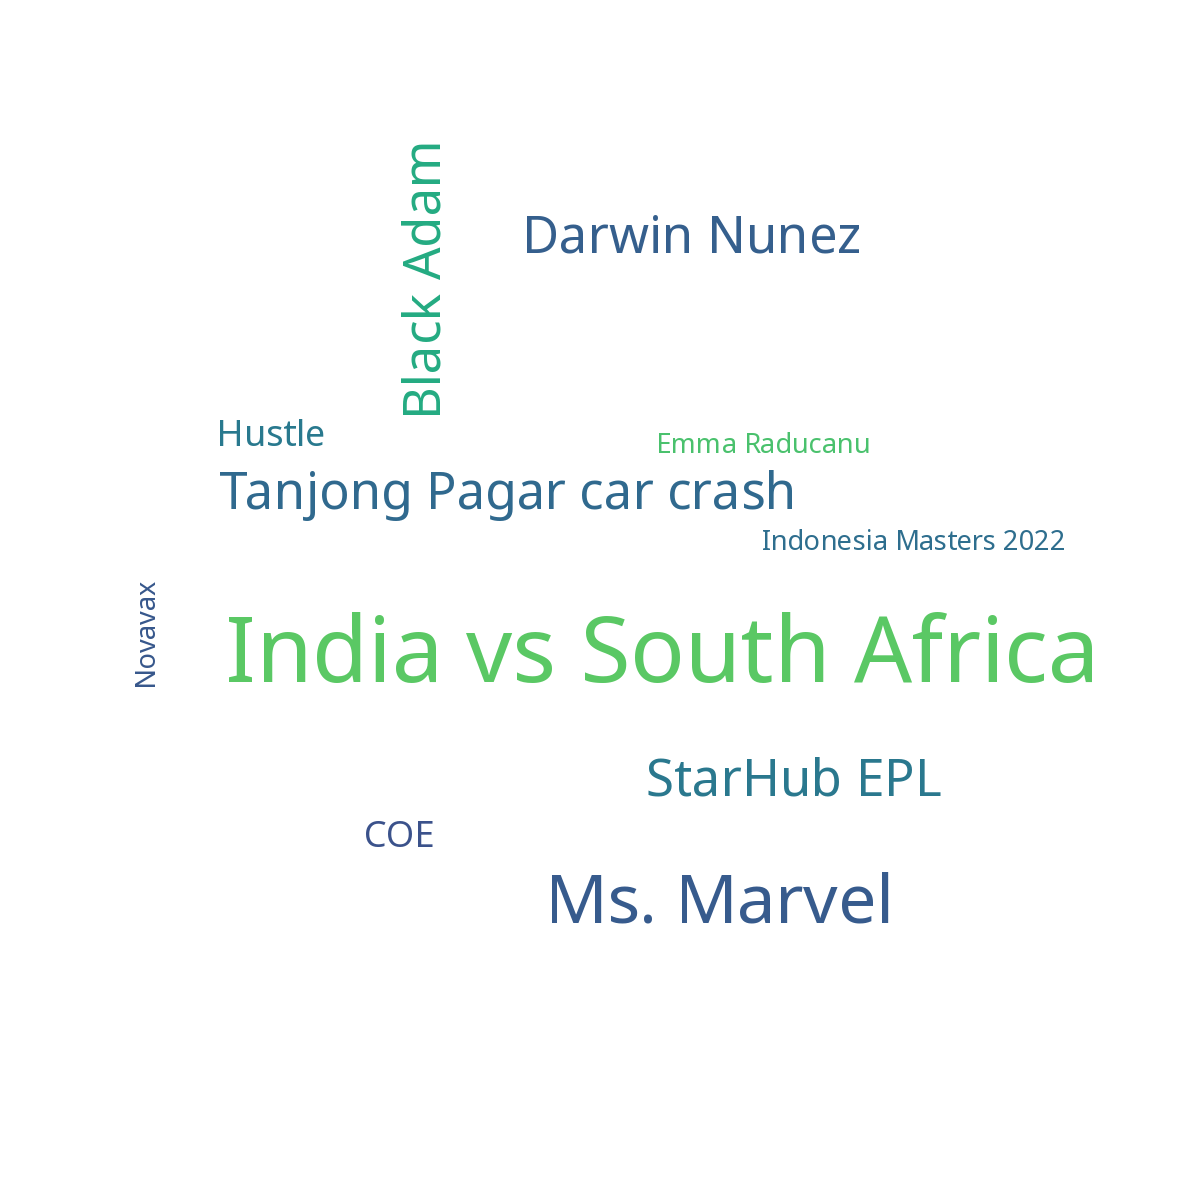 Black Adam
Darwin Nunez
Hustle
Emma Raducanu
Tanjong Pagar car crash
Indonesia Masters 2022
Novavax
India vs South Africa
StarHub EPL
COE
Ms. Marvel